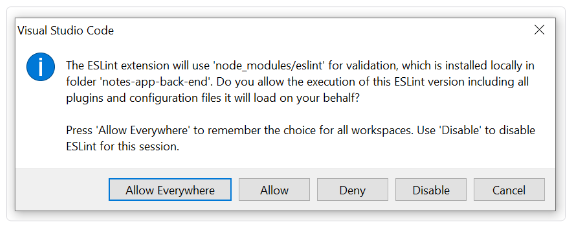 Visual Studio Code
The ESLint extension will use 'node_modules/eslint' for validation, which is installed locally in
folder 'notes-app-back-end'. Do you allow the execution of this ESLint version including all
plugins and configuration files it will load on your behalf?
Press 'Allow Everywhere' to remember the choice for all workspaces. Use 'Disable' to disable
ESLint for this session.
Allow Everywhere Allow Deny Disable Cancel